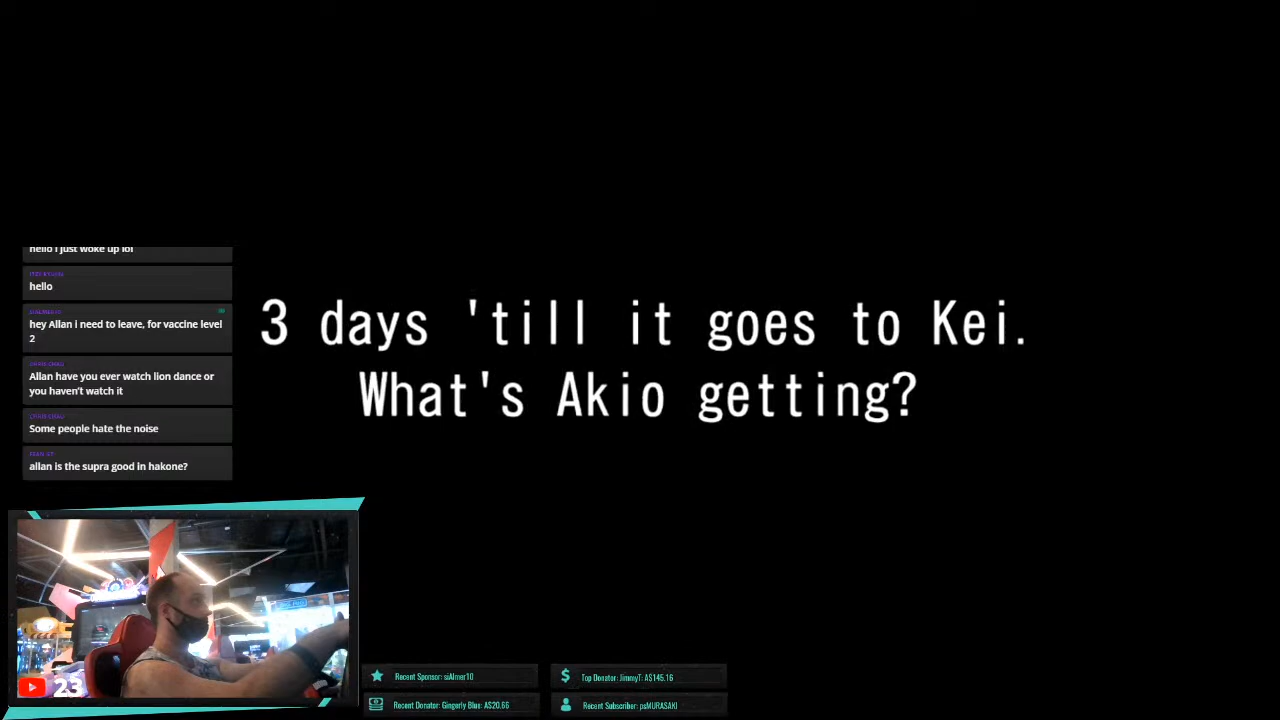 hello i just woke up lol
hello
hey Allan i need to leave, for vaccine level
2
Allan have you ever watch lion dance or
you haven't watch it
Some people hate the noise
allan is the supra good in hakone?
3 days 'till it goes to Kei.
What's Akio getting?
23
Recent Sponsor: siAlmer10
Top Donator: JimmyT: A$145.16
Recent Donator: Gingerly Blue: A$20.66
Recent Subscriber: psMURASAKI